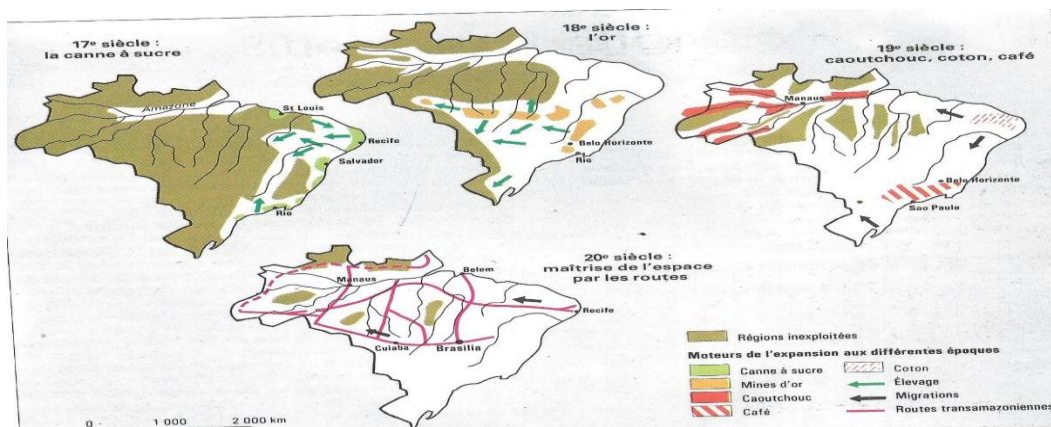 17e siècle :
la canne à sucre
Amazone
St Louis
Recife
Salvador
Rio
18e siècle :
l'or
Belo Horizonte
Rio
19e siècle :
caoutchouc, coton, café
Manaus
Belo Horizonte
Sao Paulo
20e siècle :
maîtrise de l'espace
par les routes
Manaus
Belem
Recife
Cuiaba
Brasilia
Régions inexploitées
Moteurs de l'expansion aux différentes époques
Canne à sucre
Mines d'or
Caoutchouc
Café
Coton
Élevage
Migrations
Routes transamazoniennes
0 1 000 2 000 km